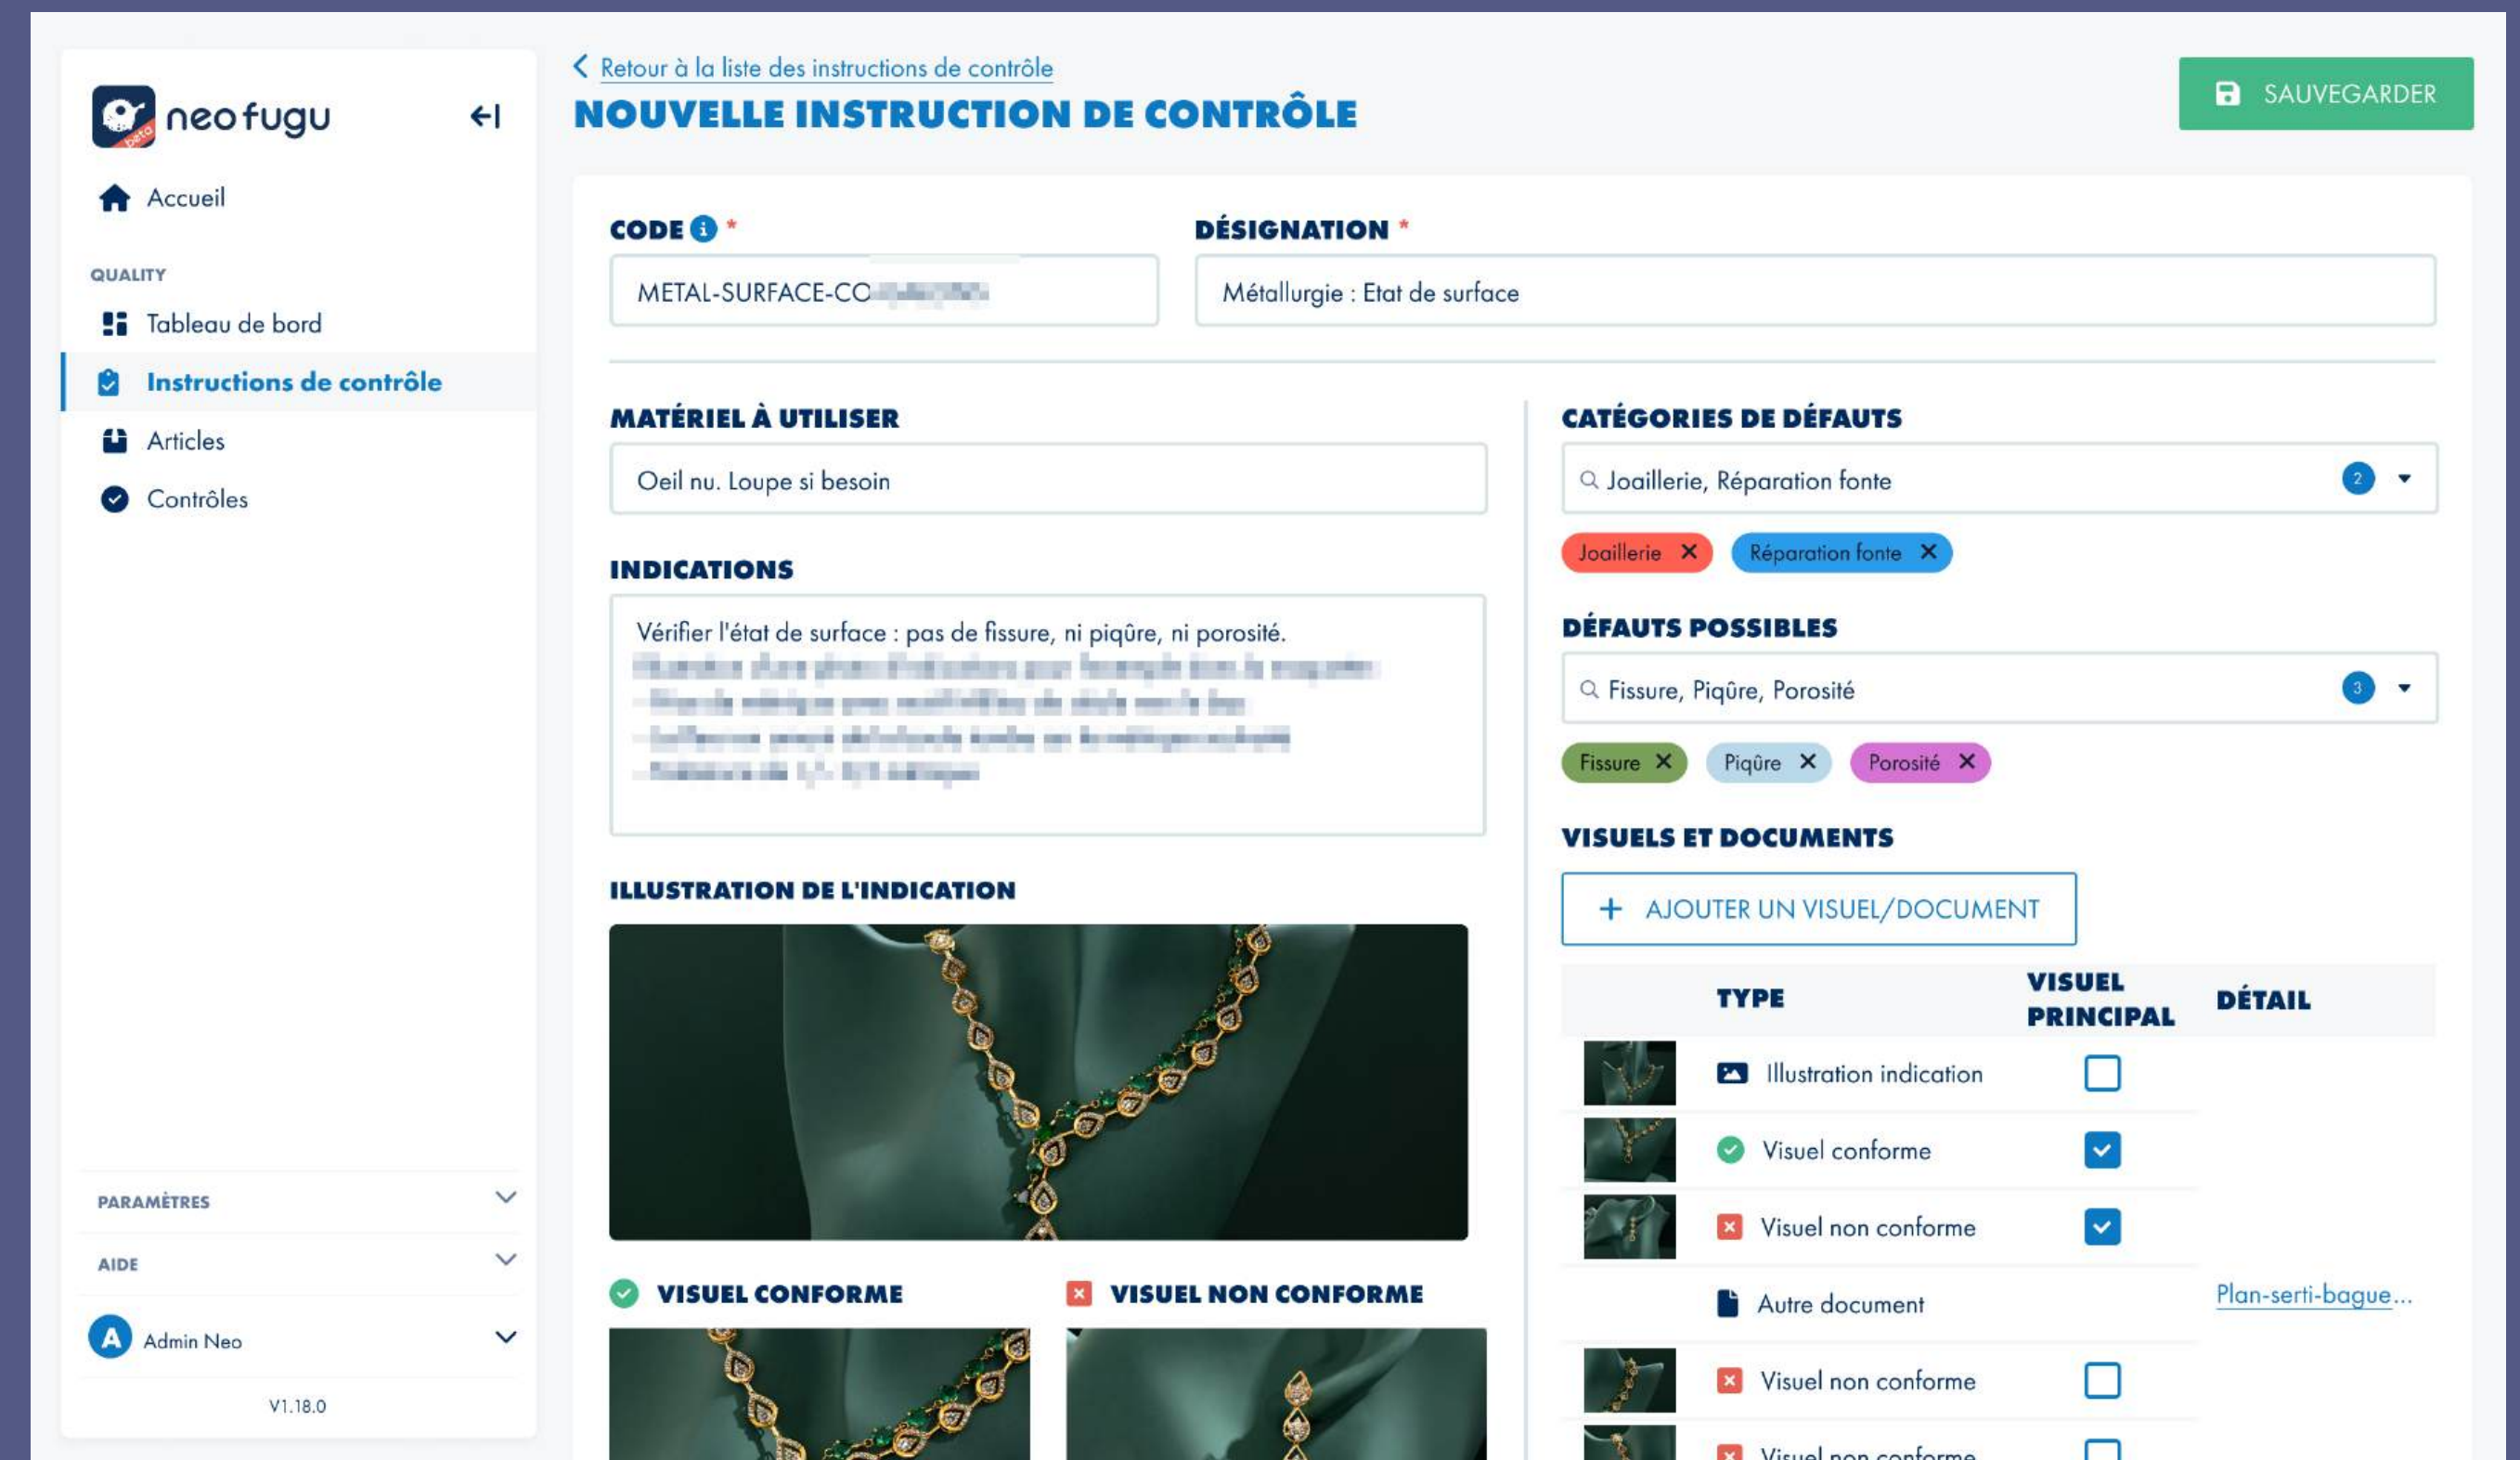 neofugu
beta
Accueil
QUALITY
Tableau de bord
Instructions de contrôle
Articles
Contrôles
PARAMÈTRES
AIDE
A Admin Neo
V1.18.0
Retour à la liste des instructions de contrôle
NOUVELLE INSTRUCTION DE CONTRÔLE
SAUVEGARDER
CODE i *
METAL-SURFACE-CO
DÉSIGNATION *
Métallurgie : Etat de surface
MATÉRIEL À UTILISER
Oeil nu. Loupe si besoin
INDICATIONS
Vérifier l'état de surface : pas de fissure, ni piqûre, ni porosité.
ILLUSTRATION DE L'INDICATION
VISUEL CONFORME
VISUEL NON CONFORME
CATÉGORIES DE DÉFAUTS
Joaillerie, Réparation fonte 2
Joaillerie Réparation fonte
DÉFAUTS POSSIBLES
Fissure, Piqûre, Porosité 3
Fissure Piqûre Porosité
VISUELS ET DOCUMENTS
+ AJOUTER UN VISUEL/DOCUMENT
TYPE
VISUEL
PRINCIPAL
DÉTAIL
Illustration indication
Visuel conforme
Visuel non conforme
Autre document
Plan-serti-bague...
Visuel non conforme
Visuel non conforme